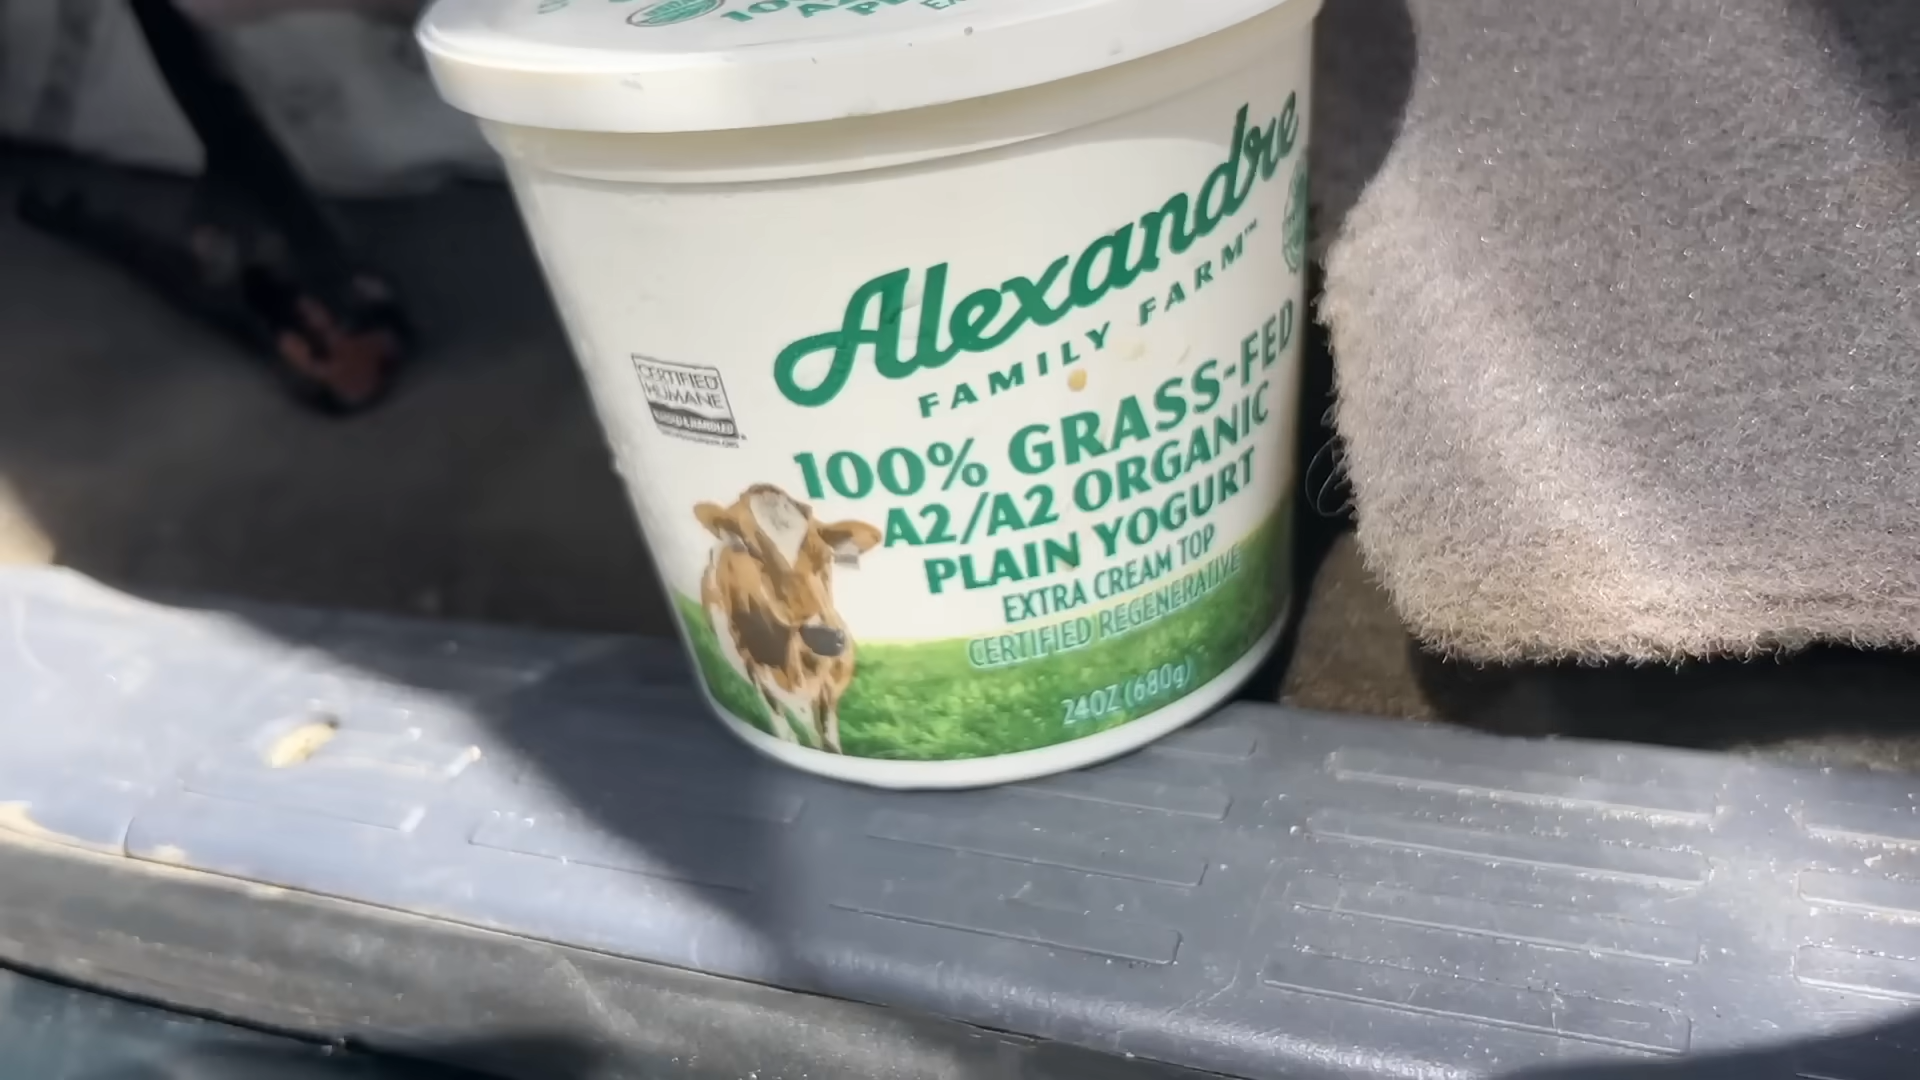 Alexandre
FAMILY FARM™
CERTIFIED
HUMANE
100% GRASS-FED
A2/A2 ORGANIC
PLAIN YOGURT
EXTRA CREAM TOP
CERTIFIED REGENERATIVE
24OZ (680g)